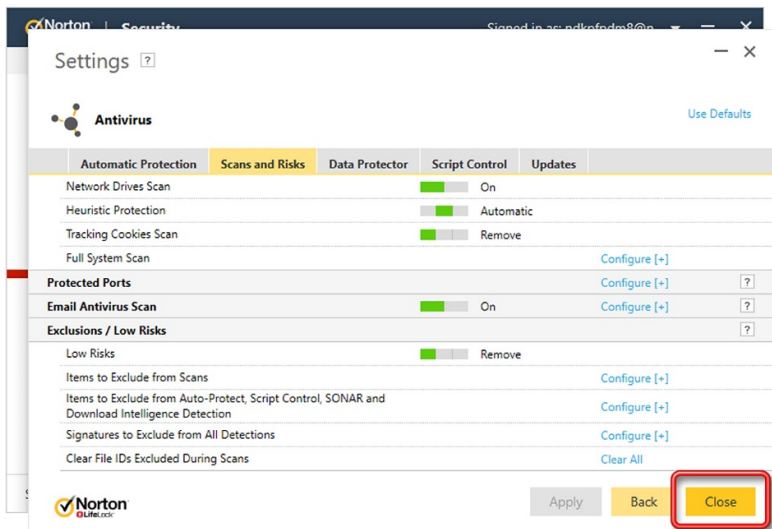 Norton | Security Signed in as:
Settings ?
Antivirus
Use Defaults
Automatic Protection Scans and Risks Data Protector Script Control Updates
Network Drives Scan On
Heuristic Protection Automatic
Tracking Cookies Scan Remove
Full System Scan Configure [+]
Protected Ports Configure [+] ?
Email Antivirus Scan On Configure [+] ?
Exclusions / Low Risks ?
Low Risks Remove
Items to Exclude from Scans Configure [+]
Items to Exclude from Auto-Protect, Script Control, SONAR and
Download Intelligence Detection Configure [+]
Signatures to Exclude from All Detections Configure [+]
Clear File IDs Excluded During Scans Clear All
Norton
LifeLock
Apply Back Close